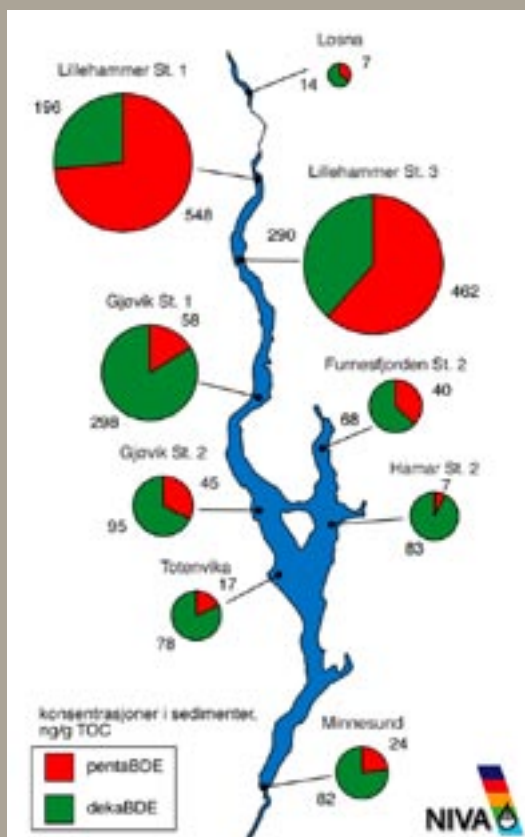 Losna
7
14
Lillehammer St. 1
196
548
Lillehammer St. 3
290
462
Gjøvik St. 1
58
298
Furnesfjorden St. 2
40
68
Gjøvik St. 2
45
95
Hamar St. 2
7
83
Totenvika
17
78
Minnesund
24
82
konsentrasjoner i sedimenter,
ng/g TOC
pentaBDE
dekaBDE
NIVA